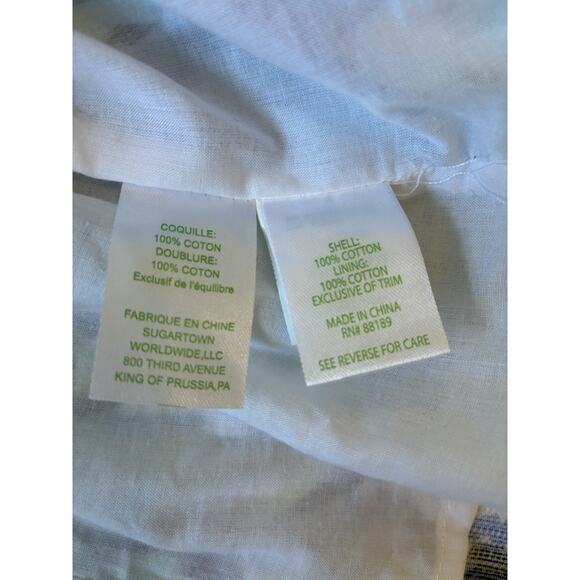 COQUILLE:
100% COTON
DOUBLURE:
100% COTON
Exclusif de l'équilibre
FABRIQUE EN CHINE
SUGARTOWN
WORLDWIDE,LLC
800 THIRD AVENUE
KING OF PRUSSIA,PA
SHELL:
100% COTTON
LINING:
100% COTTON
EXCLUSIVE OF TRIM
MADE IN CHINA
RN# 88189
SEE REVERSE FOR CARE